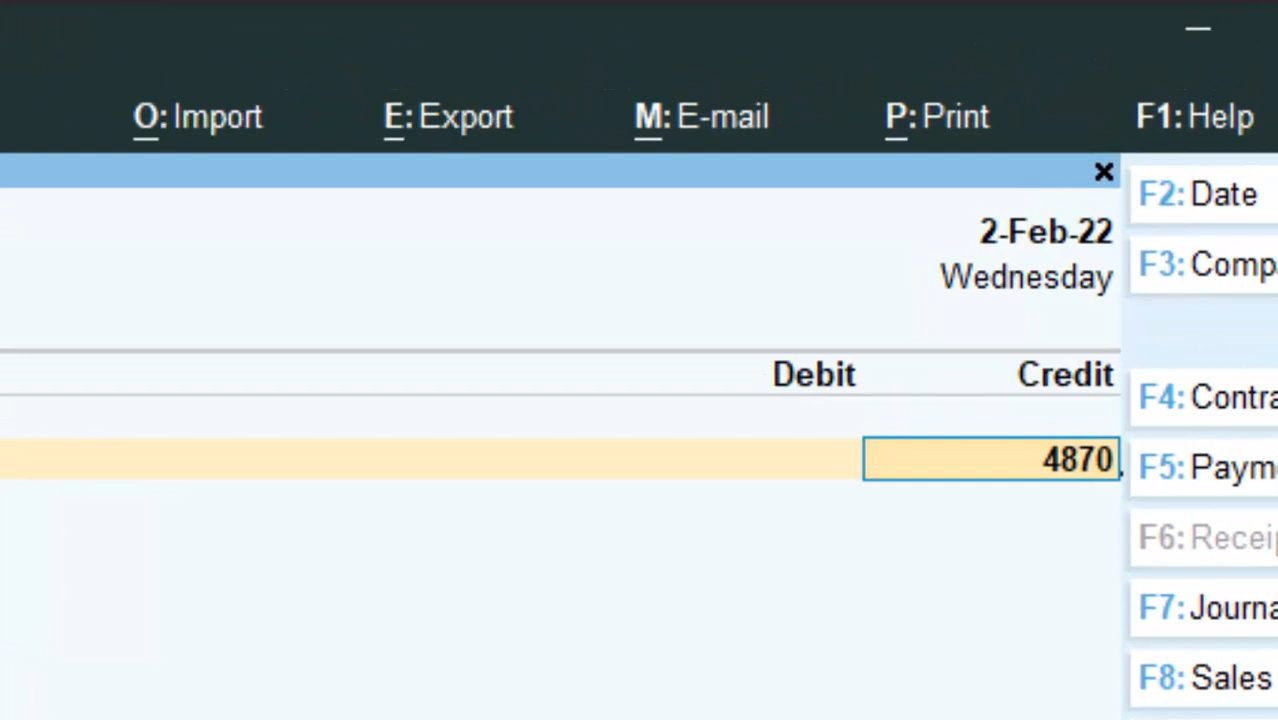 O: Import E: Export M: E-mail P: Print F1: Help
F2: Date
2-Feb-22
Wednesday
F3: Comp
Debit Credit
F4: Contra
4870
F5: Paym
F6: Recei
F7: Journa
F8: Sales